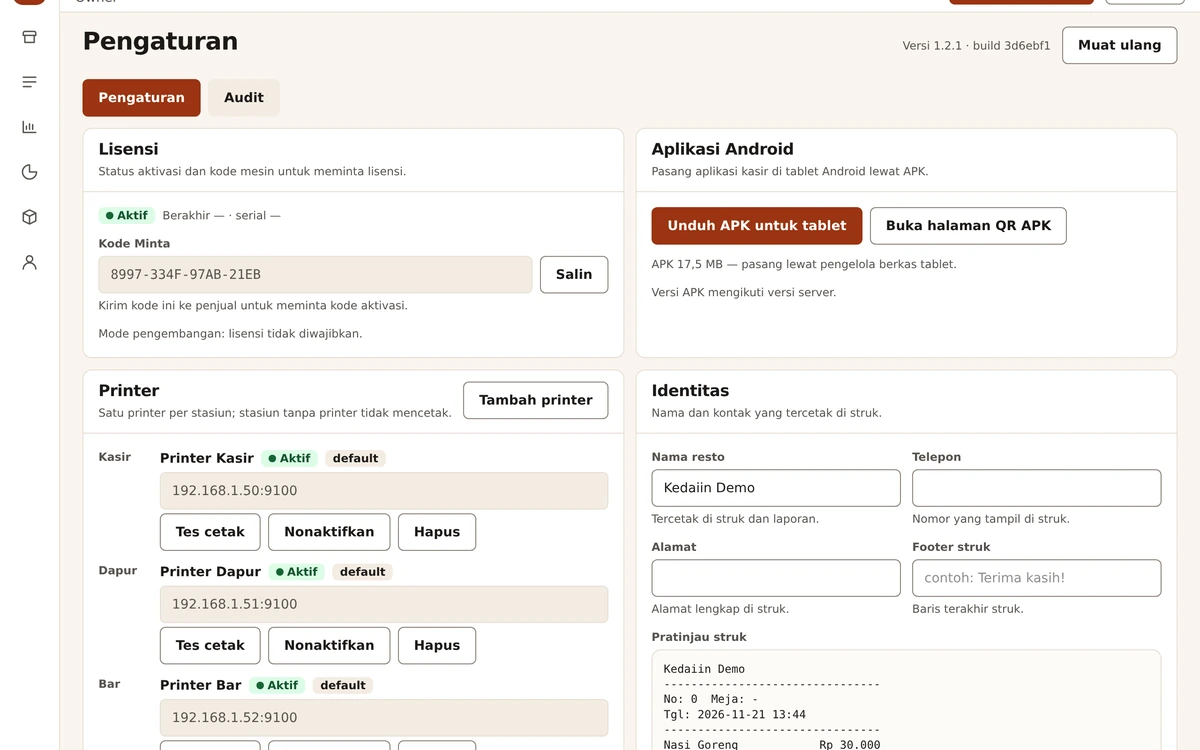 Owner
Pengaturan
Versi 1.2.1 · build 3d6ebf1
Muat ulang
Pengaturan
Audit
Lisensi
Status aktivasi dan kode mesin untuk meminta lisensi.
Aktif
Berakhir — · serial —
Kode Minta
8997-334F-97AB-21EB
Salin
Kirim kode ini ke penjual untuk meminta kode aktivasi.
Mode pengembangan: lisensi tidak diwajibkan.
Aplikasi Android
Pasang aplikasi kasir di tablet Android lewat APK.
Unduh APK untuk tablet
Buka halaman QR APK
APK 17,5 MB — pasang lewat pengelola berkas tablet.
Versi APK mengikuti versi server.
Printer
Satu printer per stasiun; stasiun tanpa printer tidak mencetak.
Tambah printer
Kasir
Printer Kasir
Aktif
default
192.168.1.50:9100
Tes cetak
Nonaktifkan
Hapus
Dapur
Printer Dapur
Aktif
default
192.168.1.51:9100
Tes cetak
Nonaktifkan
Hapus
Bar
Printer Bar
Aktif
default
192.168.1.52:9100
Identitas
Nama dan kontak yang tercetak di struk.
Nama resto
Kedaiin Demo
Tercetak di struk dan laporan.
Telepon
Nomor yang tampil di struk.
Alamat
Alamat lengkap di struk.
Footer struk
contoh: Terima kasih!
Baris terakhir struk.
Pratinjau struk
Kedaiin Demo
--------------------------------
No: 0  Meja: -
Tgl: 2026-11-21 13:44
--------------------------------
Nasi Goreng            Rp 30.000